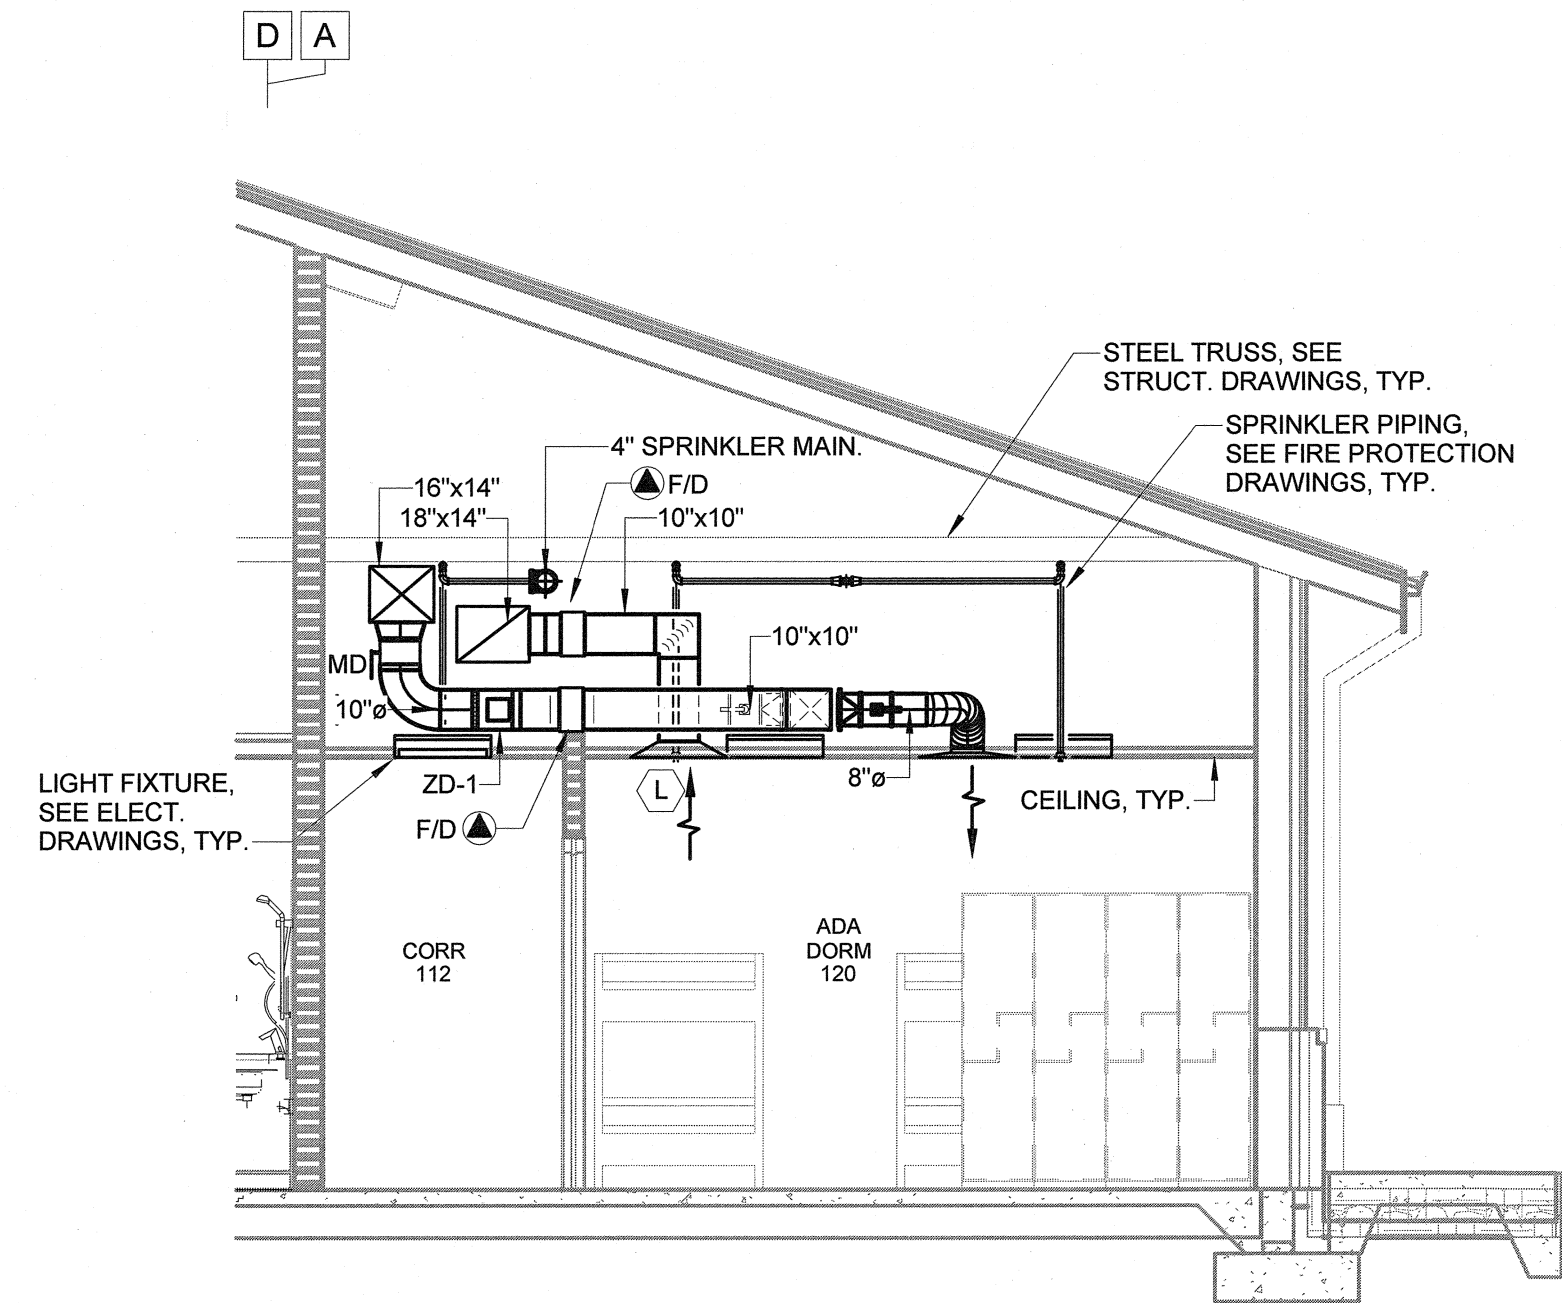 D A
STEEL TRUSS, SEE
STRUCT. DRAWINGS, TYP.
SPRINKLER PIPING,
SEE FIRE PROTECTION
DRAWINGS, TYP.
4" SPRINKLER MAIN.
F/D
16"x14"
18"x14"
10"x10"
10"x10"
MD
10"ø
ZD-1
8"ø
L
LIGHT FIXTURE,
SEE ELECT.
DRAWINGS, TYP.
F/D
CEILING, TYP.
CORR
112
ADA
DORM
120